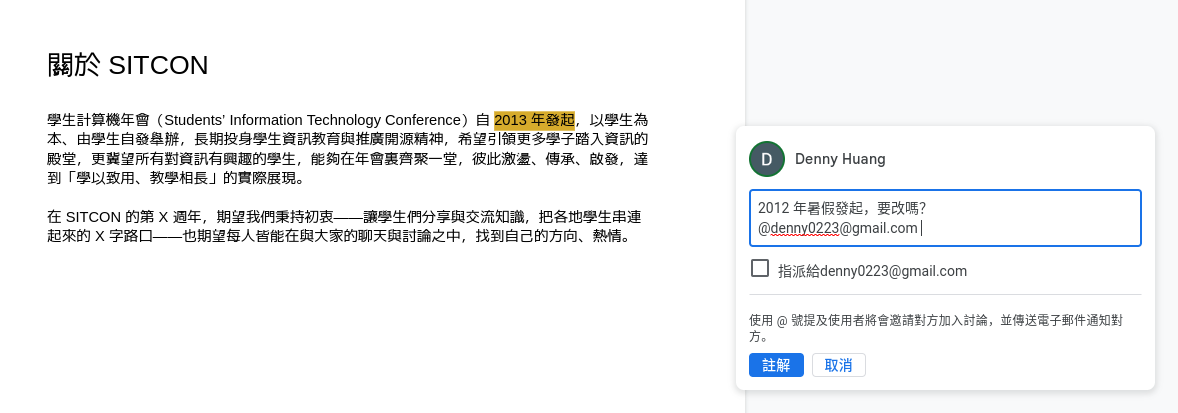 關於 SITCON
學生計算機年會（Students' Information Technology Conference）自 2013 年發起，以學生為
本、由學生自發舉辦，長期投身學生資訊教育與推廣開源精神，希望引領更多學子踏入資訊的
殿堂，更冀望所有對資訊有興趣的學生，能夠在年會裏齊聚一堂，彼此激盪、傳承、啟發，達
到「學以致用、教學相長」的實際展現。
在 SITCON 的第 X 週年，期望我們秉持初衷——讓學生們分享與交流知識，把各地學生串連
起來的 X 字路口——也期望每人皆能在與大家的聊天與討論之中，找到自己的方向、熱情。
D
Denny Huang
2012 年暑假發起，要改嗎？
@denny0223@gmail.com
指派給denny0223@gmail.com
使用 @ 號提及使用者將會邀請對方加入討論，並傳送電子郵件通知對
方。
註解
取消